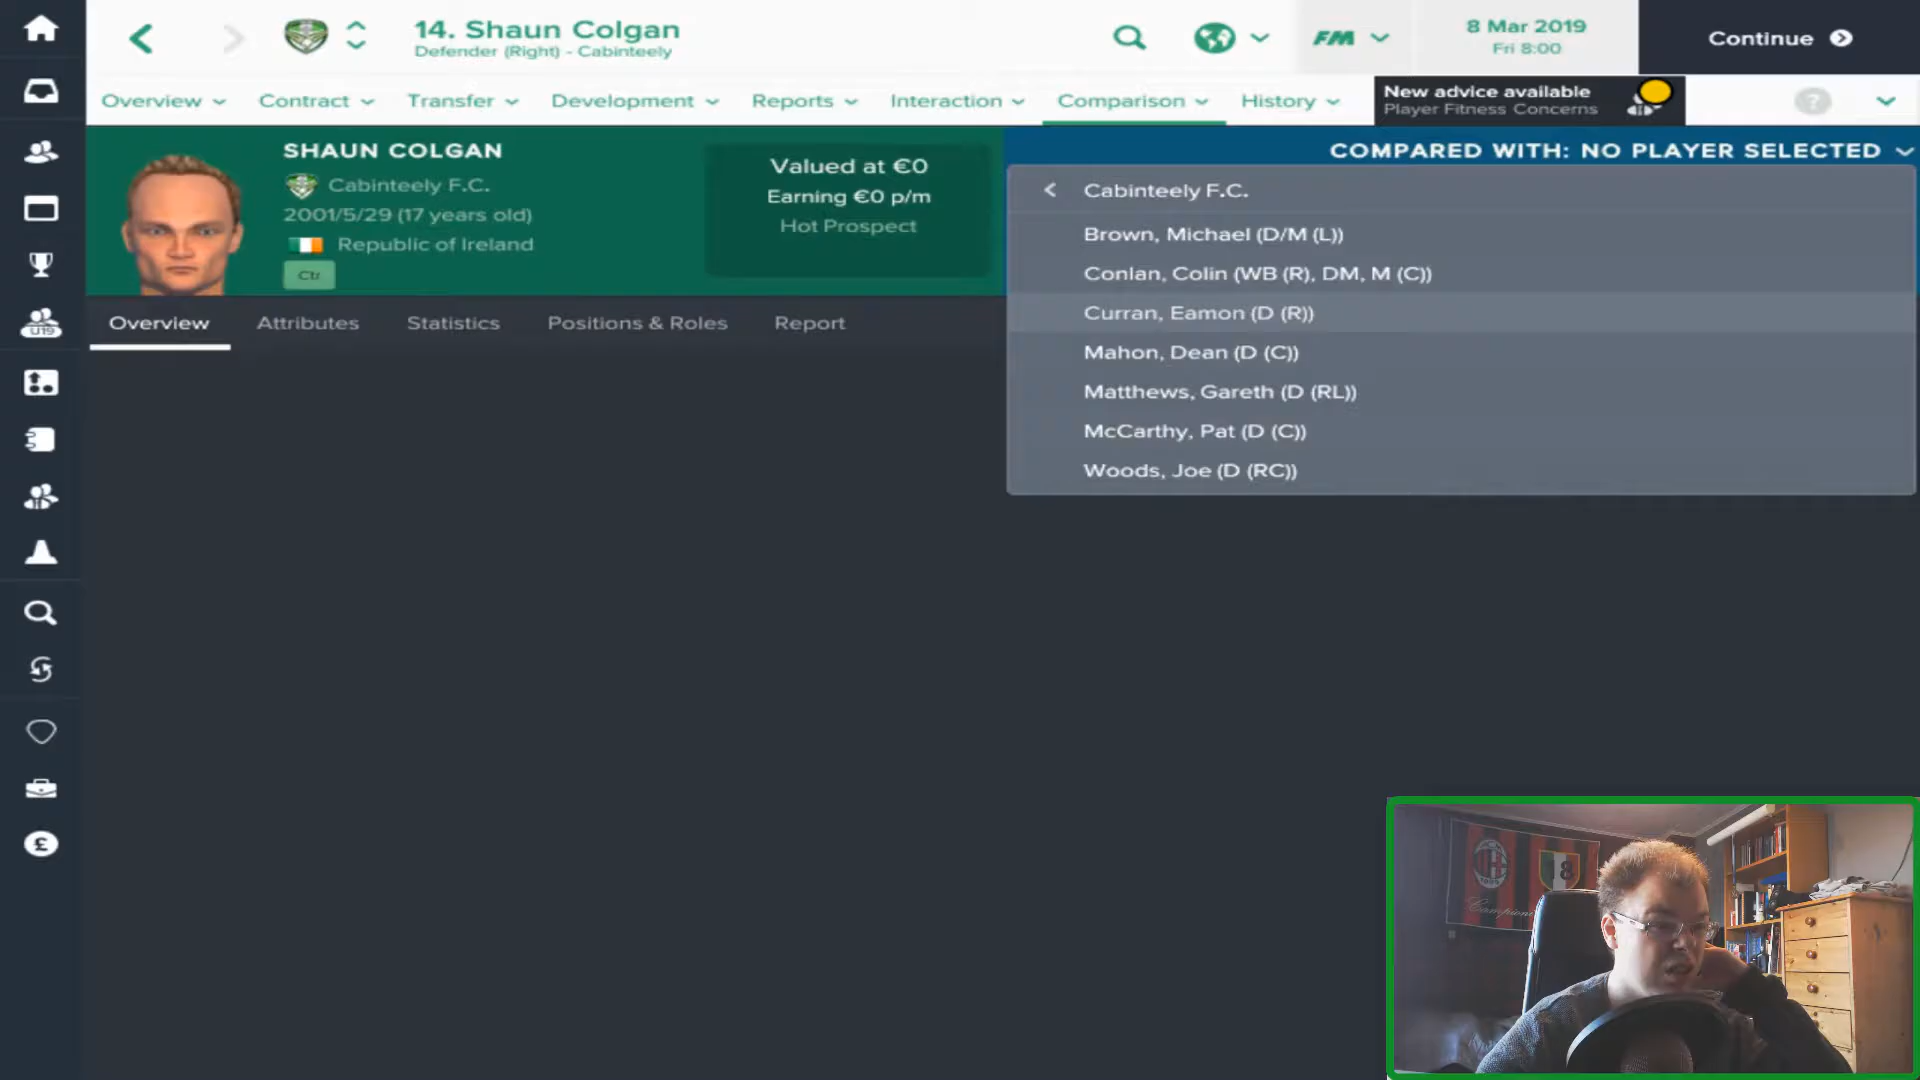 14. Shaun Colgan
Defender (Right) - Cabinteely
FM
8 Mar 2019
Fri 8:00
Continue
Overview
Contract
Transfer
Development
Reports
Interaction
Comparison
History
New advice available
Player Fitness Concerns
?
SHAUN COLGAN
Cabinteely F.C.
2001/5/29 (17 years old)
Republic of Ireland
Ctr
Valued at €0
Earning €0 p/m
Hot Prospect
COMPARED WITH: NO PLAYER SELECTED
Cabinteely F.C.
Brown, Michael (D/M (L))
Conlan, Colin (WB (R), DM, M (C))
Curran, Eamon (D (R))
Mahon, Dean (D (C))
Matthews, Gareth (D (RL))
McCarthy, Pat (D (C))
Woods, Joe (D (RC))
Overview
Attributes
Statistics
Positions & Roles
Report
U19
£
18